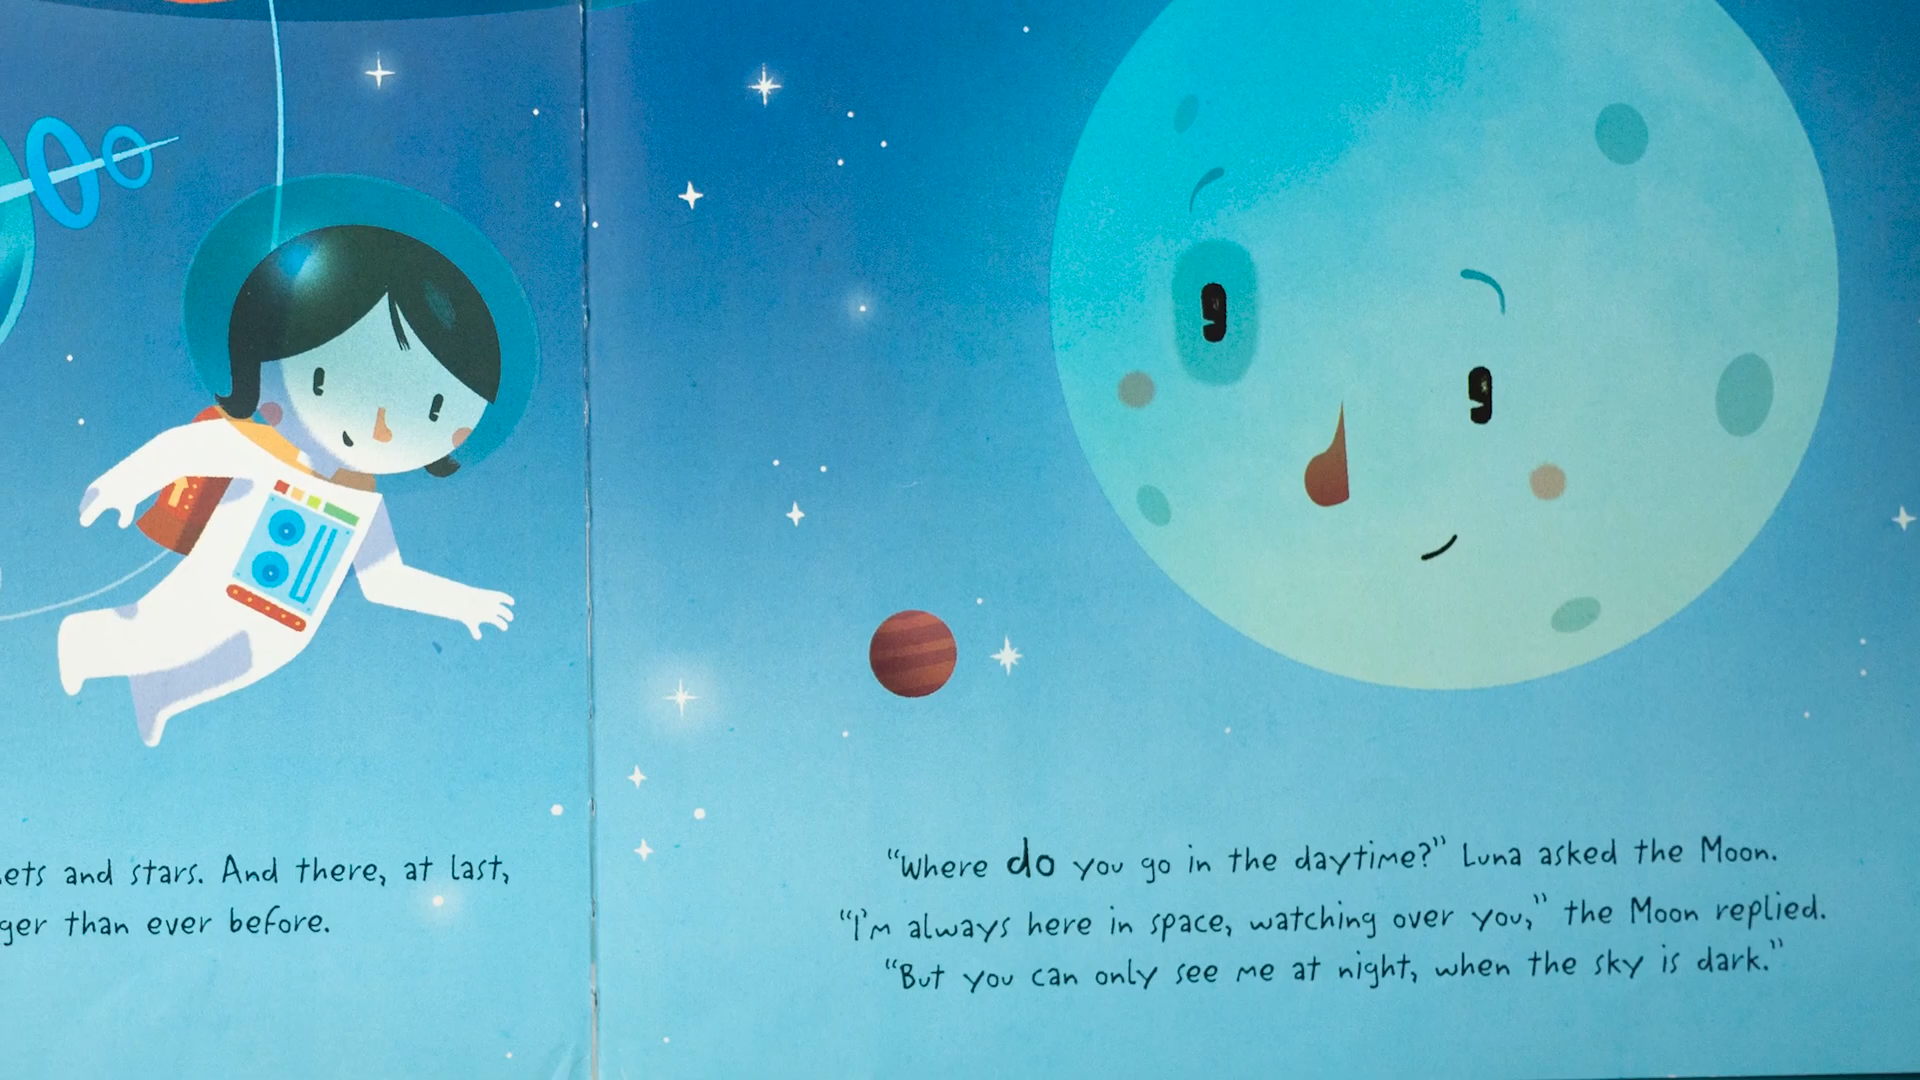 and stars. And there, at last,
than ever before.
“Where do you go in the daytime?” Luna asked the Moon.
“I’m always here in space, watching over you,” the Moon replied.
“But you can only see me at night, when the sky is dark.”